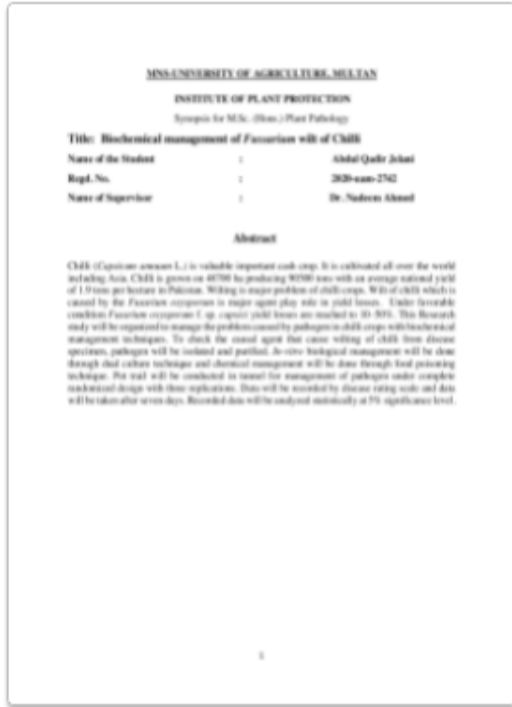 MNS-UNIVERSITY OF AGRICULTURE, MULTAN
INSTITUTE OF PLANT PROTECTION
Synopsis for M.Sc. (Hons.) Plant Pathology
Title: Biochemical management of Fussarium wilt of Chilli
Name of the Student : Abdul Qadir Jelani
Regd. No. : 2020-uam-2742
Name of Supervisor : Dr. Nadeem Ahmed
Abstract
Chilli (Capsicum annuum L.) is valuable important cash crop. It is cultivated all over the world
including Asia. Chilli is grown on 48700 ha producing 90500 tons with an average national yield
of 1.9 tons per hectare in Pakistan. Wilting is major problem of chilli crops. Wilt of chilli which is
caused by the Fusarium oxysporum is major agent play role in yield losses. Under favorable
condition Fusarium oxysporum f. sp. capsici yield losses are reached to 10-50%. This Research
study will be organized to manage the problem caused by pathogen in chilli crops with biochemical
management techniques. To check the causal agent that cause wilting of chilli from disease
specimen, pathogen will be isolated and purified. In-vitro biological management will be done
through dual culture technique and chemical management will be done through food poisoning
technique. Pot trail will be conducted in tunnel for management of pathogen under complete
randomized design with three replications. Data will be recorded by disease rating scale and data
will be taken after seven days. Recorded data will be analyzed statistically at 5% significance level.
1